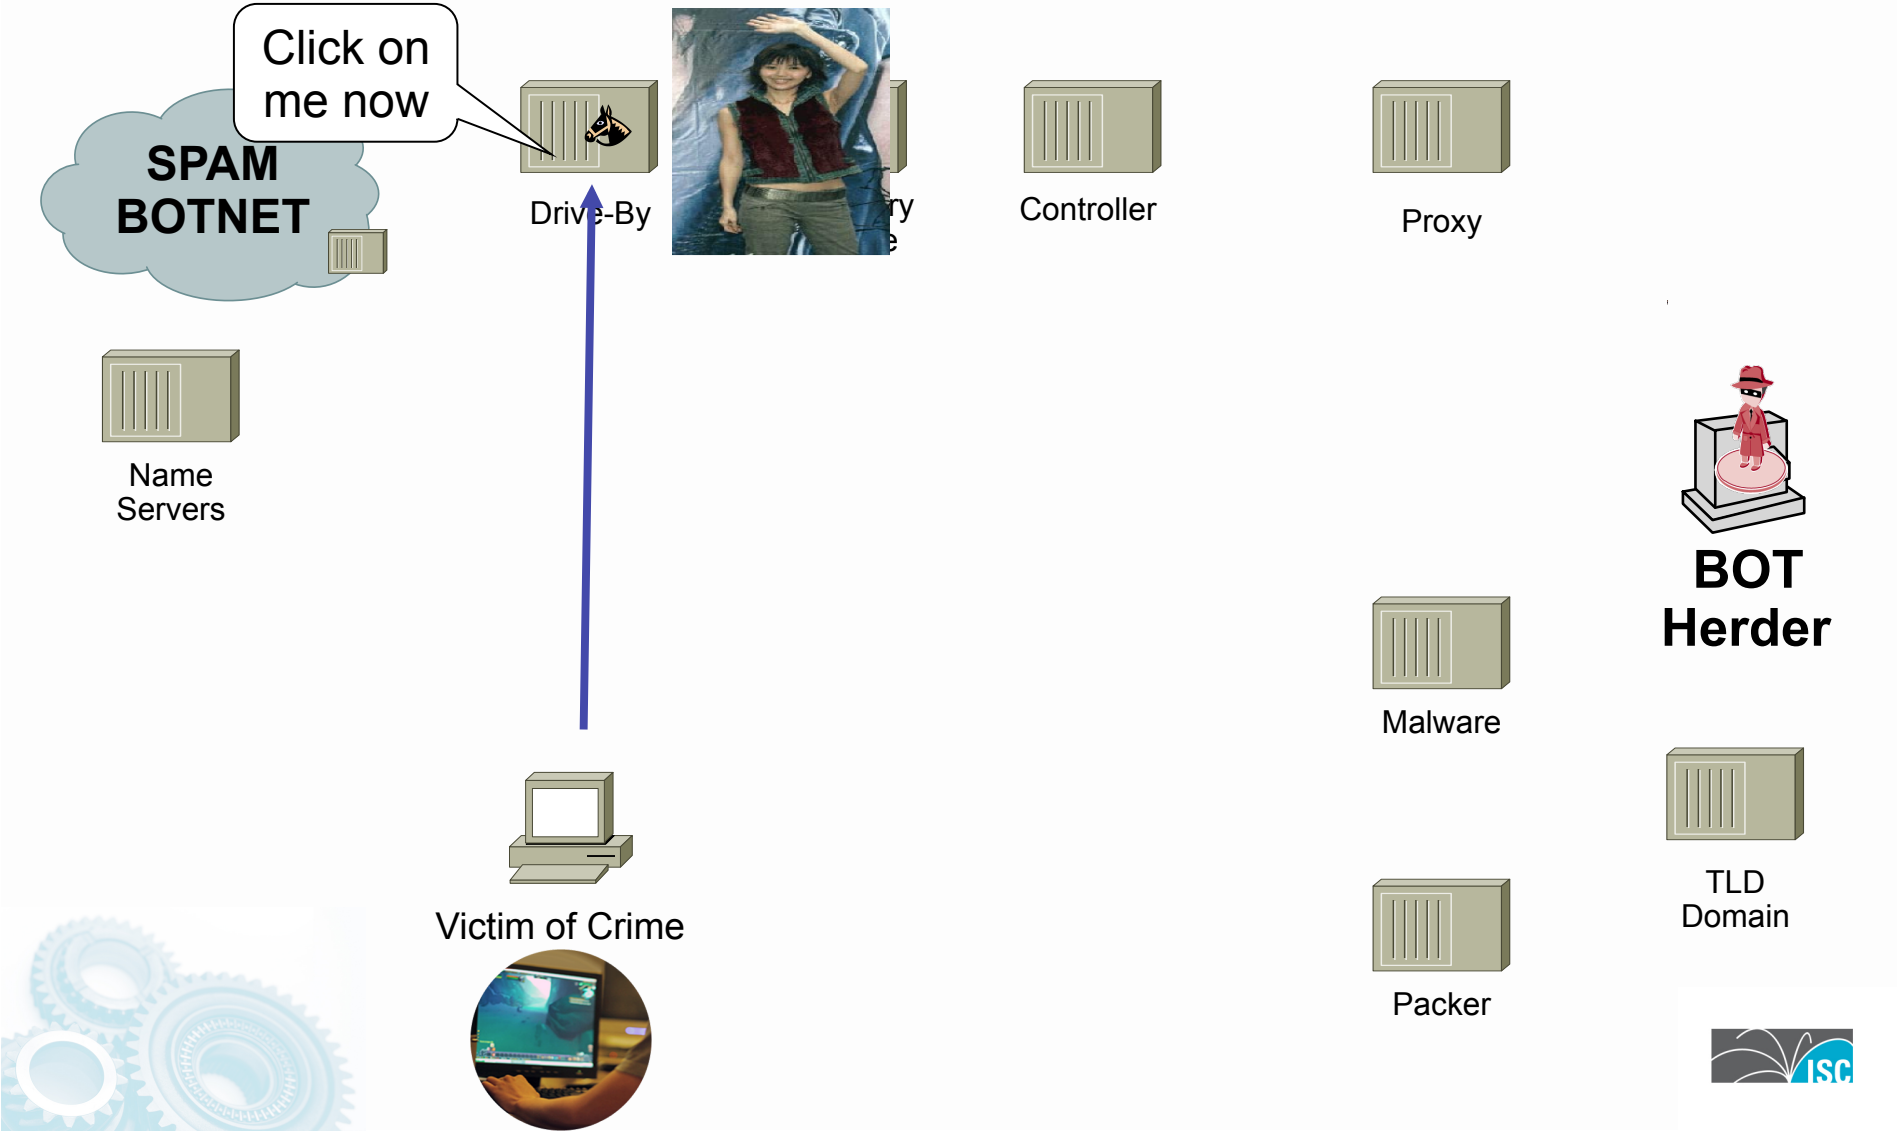 Click on
me now
SPAM
BOTNET
Drive-By
ry
e
Controller
Proxy
Name
Servers
BOT
Herder
Malware
TLD
Domain
Victim of Crime
Packer
ISC